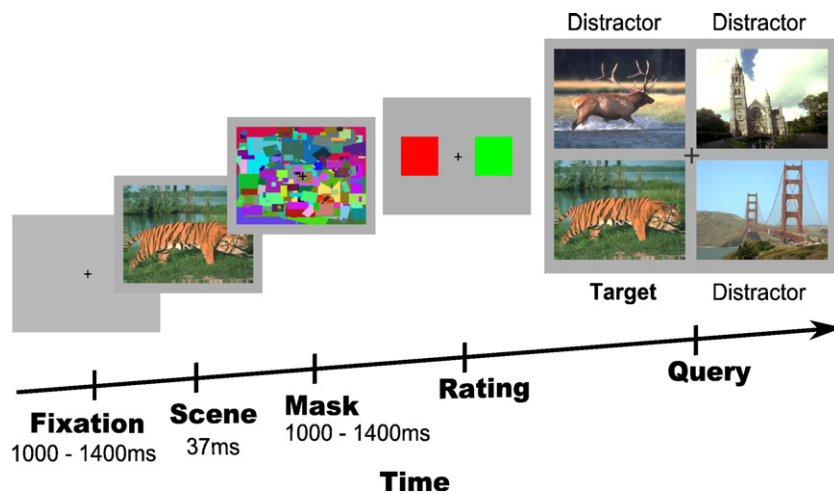 Distractor
Distractor
Target
Distractor
Fixation
1000 - 1400ms
Scene
37ms
Mask
1000 - 1400ms
Rating
Query
Time